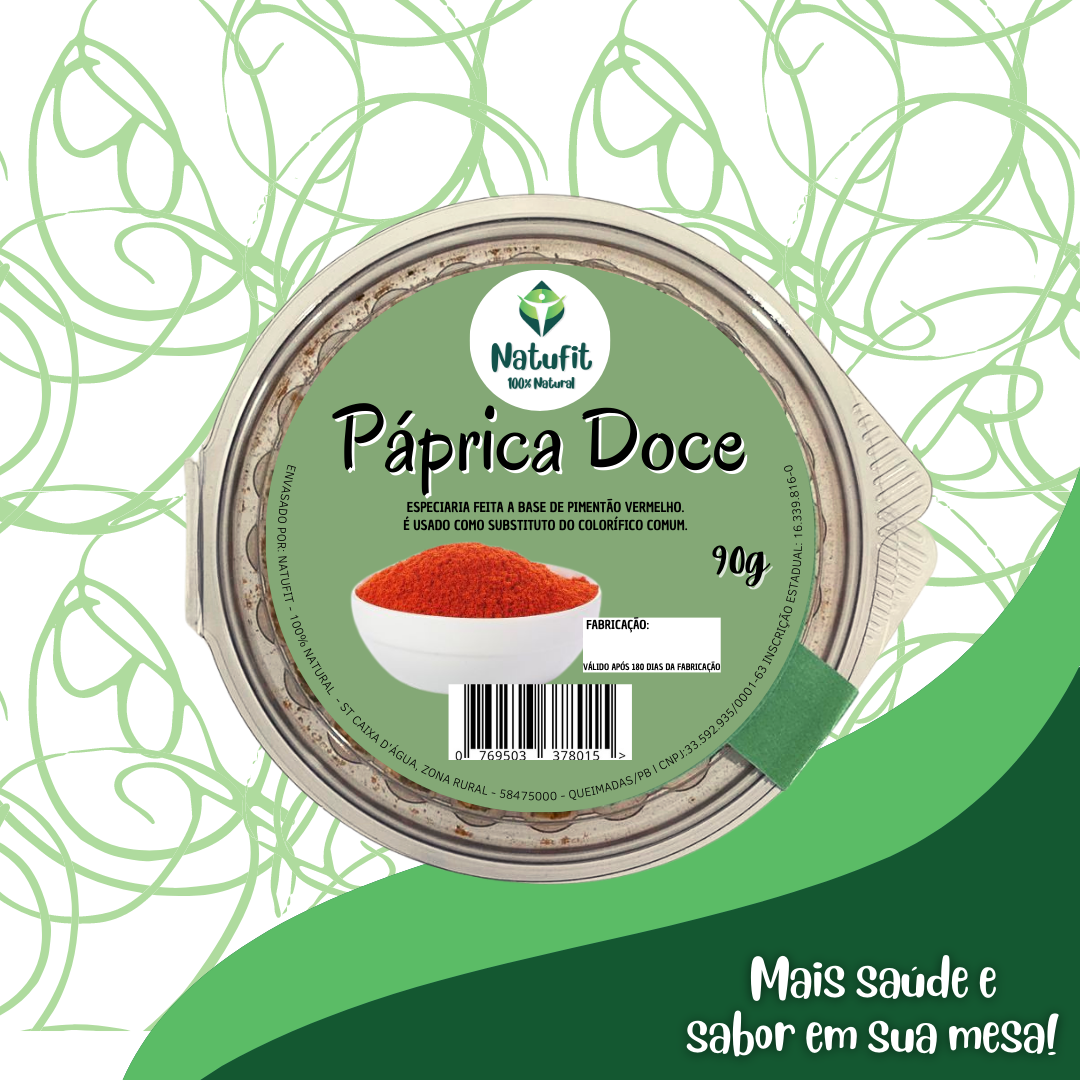 Natufit
100% Natural
Páprica Doce
ESPECIARIA FEITA A BASE DE PIMENTÃO VERMELHO.
É USADO COMO SUBSTITUTO DO COLORÍFICO COMUM.
90g
FABRICAÇÃO:
VÁLIDO APÓS 180 DIAS DA FABRICAÇÃO
0 769503 378015 >
ENVASADO POR: NATUFIT - 100% NATURAL - ST CAIXA D'ÁGUA, ZONA RURAL - 58475000 - QUEIMADAS/PB | CNPJ:33.592.935/0001-63 INSCRIÇÃO ESTADUAL: 16.339.816-0
Mais saúde e
sabor em sua mesa!